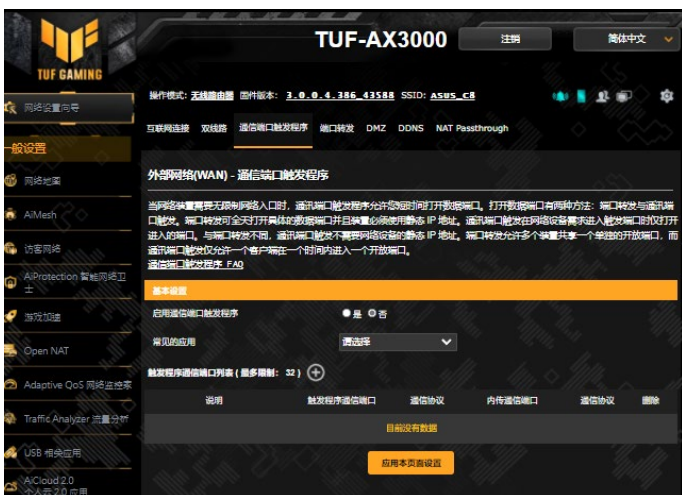 TUF GAMING
TUF-AX3000
注销
简体中文
操作模式: 无线路由器 固件版本: 3.0.0.4.386_43588 SSID: ASUS_C8
网络设置向导
互联网连接 双线路 通信端口触发程序 端口转发 DMZ DDNS NAT Passthrough
一般设置
网络地图
AiMesh
访客网络
AiProtection 智能网络卫士
游戏加速
Open NAT
Adaptive QoS 网络监控家
Traffic Analyzer 流量分析
USB 相关应用
AiCloud 2.0
个人云 2.0 应用
外部网络(WAN) - 通信端口触发程序
当网络装置需要无限制网络入口时，通讯端口触发程序允许您短时间打开数据端口。打开数据端口有两种方法：端口转发与通讯端
口触发。端口转发可全天打开具体的数据端口并且装置必须使用静态 IP 地址。通讯端口触发在网络设备需求进入触发端口时仅打开
进入的端口。与端口转发不同，通讯端口触发不需要网络设备的静态 IP 地址。端口转发允许多个装置共享一个单独的开放端口，而
通讯端口触发仅允许一个客户端在一个时间内进入一个开放端口。
通信端口触发程序 FAQ
基本设置
启用通信端口触发程序 是 否
常见的应用 请选择
触发程序通信端口列表 (最多限制: 32)
说明 触发程序通信端口 通信协议 内传通信端口 通信协议 删除
目前没有数据
应用本页面设置